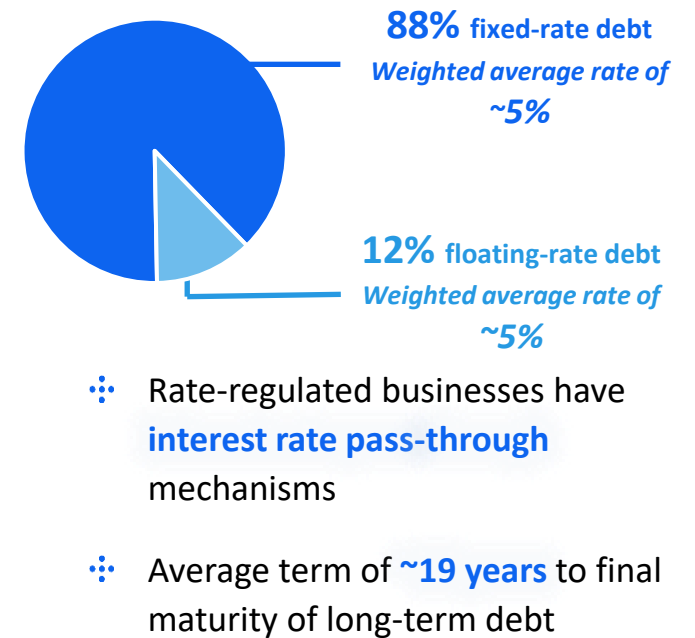 88% fixed-rate debt
Weighted average rate of
~5%
12% floating-rate debt
Weighted average rate of
~5%
Rate-regulated businesses have
interest rate pass-through
mechanisms
Average term of ~19 years to final
maturity of long-term debt